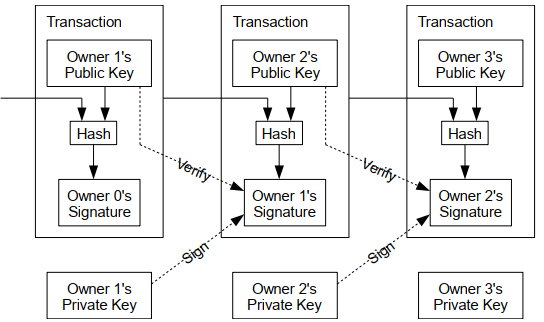 Transaction
Owner 1's
Public Key
Hash
Owner 0's
Signature
Transaction
Owner 2's
Public Key
Hash
Verify
Owner 1's
Signature
Transaction
Owner 3's
Public Key
Hash
Verify
Owner 2's
Signature
Sign
Sign
Owner 1's
Private Key
Owner 2's
Private Key
Owner 3's
Private Key